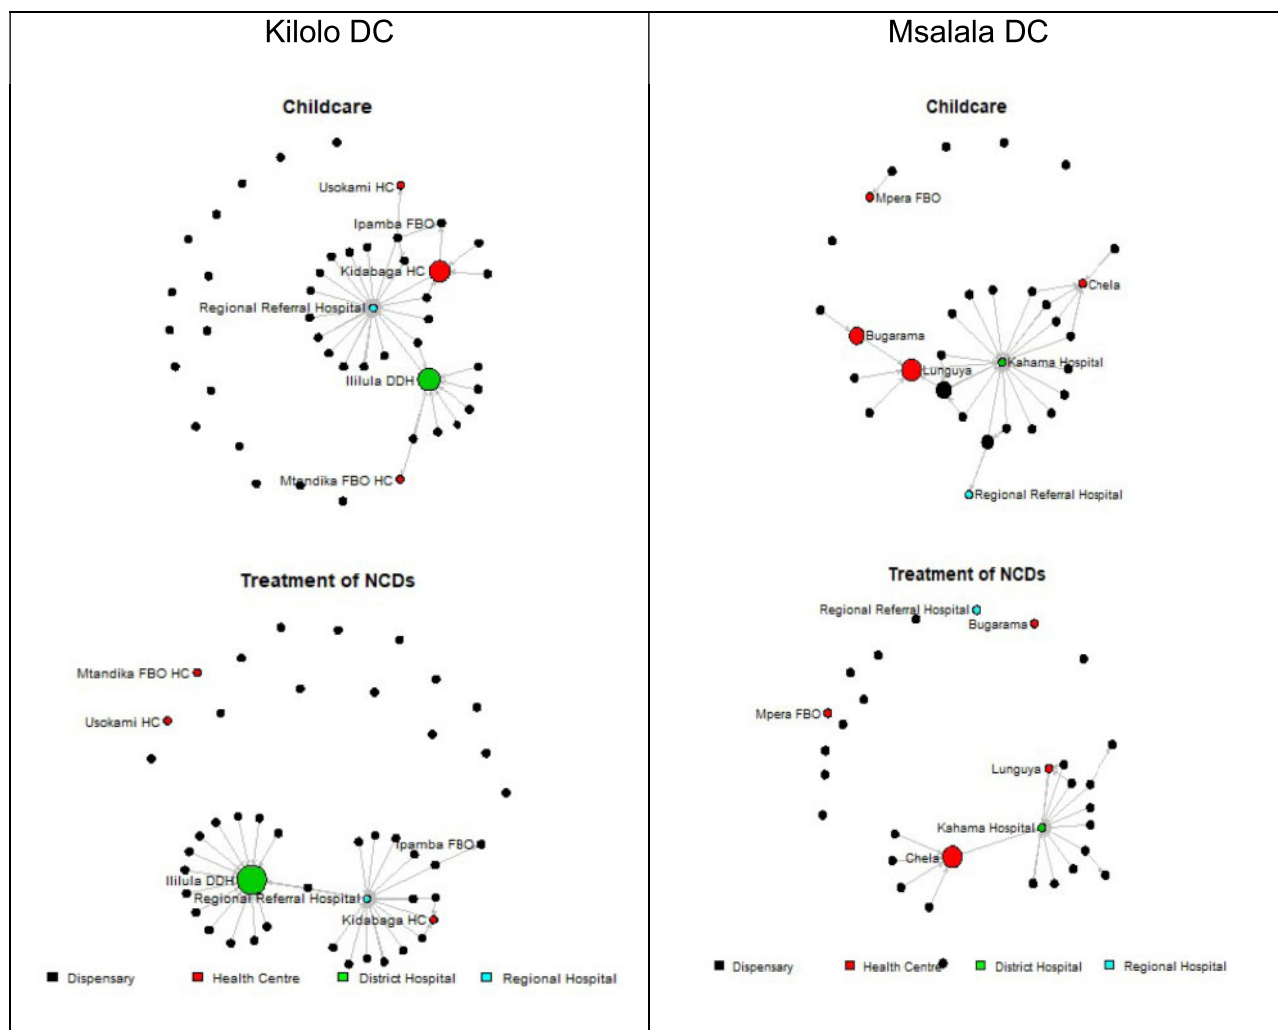 Kilolo DC
Msalala DC
Childcare
Usokami HC
Ipamba FBO
Kidabaga HC
Regional Referral Hospital
Ililula DDH
Mtandika FBO HC
Childcare
Mpera FBO
Chela
Bugarama
Lunguya
Kahama Hospital
Regional Referral Hospital
Treatment of NCDs
Mtandika FBO HC
Usokami HC
Ipamba FBO
Ililula DDH
Regional Referral Hospital
Kidabaga HC
Dispensary Health Centre District Hospital Regional Hospital
Treatment of NCDs
Regional Referral Hospital
Bugarama
Mpera FBO
Lunguya
Kahama Hospital
Chela
Dispensary Health Centre District Hospital Regional Hospital